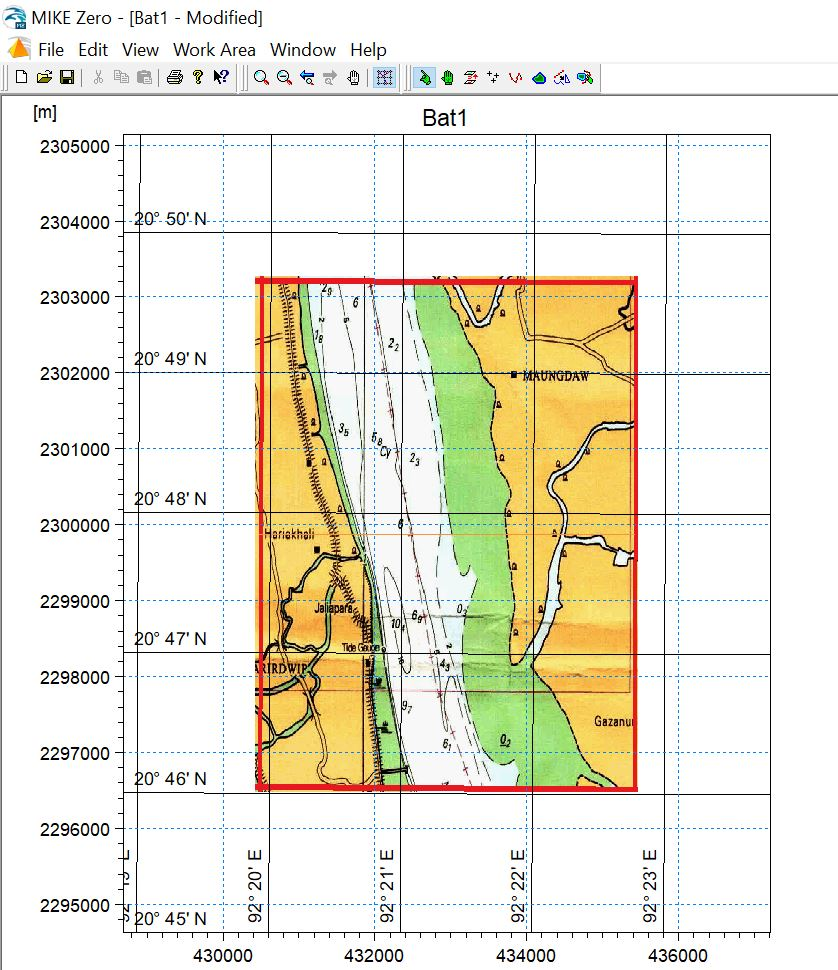 MIKE Zero - [Bat1 - Modified]
File Edit View Work Area Window Help
[m]
Bat1
2305000
2304000
20° 50' N
2303000
20° 49' N
2302000
MAUNGDAW
2301000
20° 48' N
2300000
Hariakhali
2299000
Jaliapara
20° 47' N
Tide Gauge
2298000
ARIRDWIP
Gazanu
2297000
20° 46' N
2296000
92° 20' E
92° 21' E
92° 22' E
92° 23' E
2295000
20° 45' N
430000 432000 434000 436000